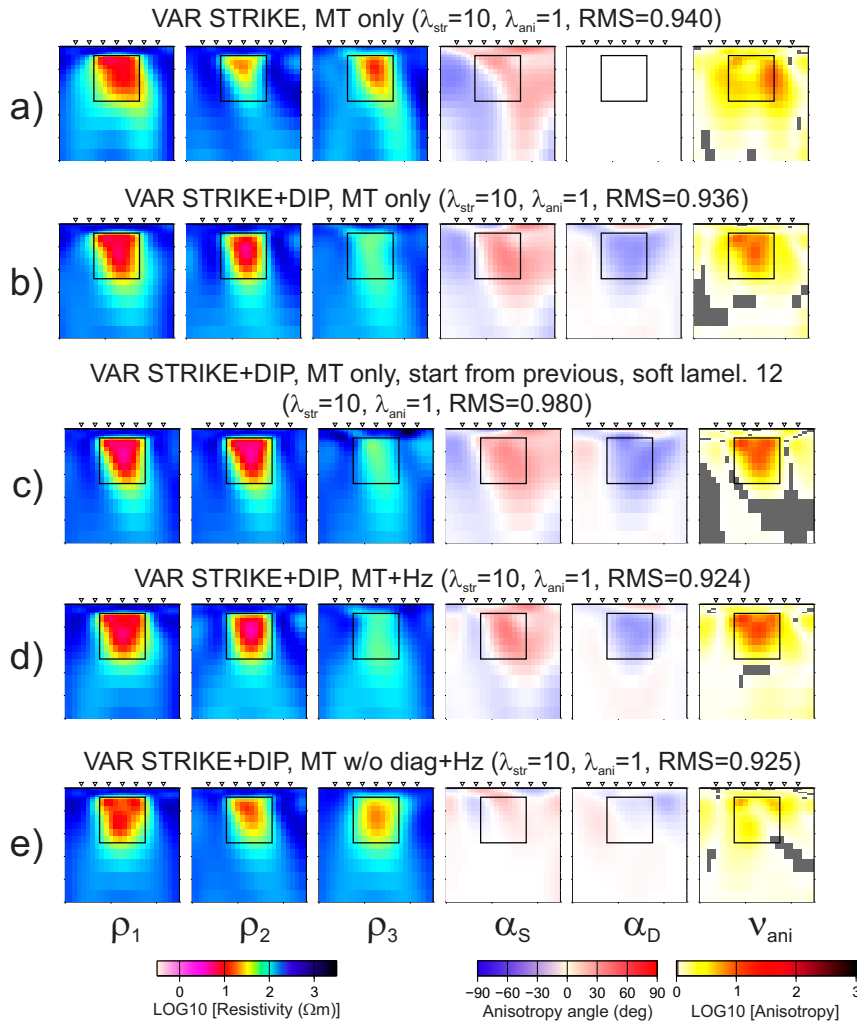 VAR STRIKE, MT only (λstr=10, λani=1, RMS=0.940)
a)
VAR STRIKE+DIP, MT only (λstr=10, λani=1, RMS=0.936)
b)
VAR STRIKE+DIP, MT only, start from previous, soft lamel. 12
(λstr=10, λani=1, RMS=0.980)
c)
VAR STRIKE+DIP, MT+Hz (λstr=10, λani=1, RMS=0.924)
d)
VAR STRIKE+DIP, MT w/o diag+Hz (λstr=10, λani=1, RMS=0.925)
e)
ρ1 ρ2 ρ3 αS αD νani
0 1 2 3
LOG10 [Resistivity (Ωm)]
-90 -60 -30 0 30 60 90
Anisotropy angle (deg)
0 1 2 3
LOG10 [Anisotropy]